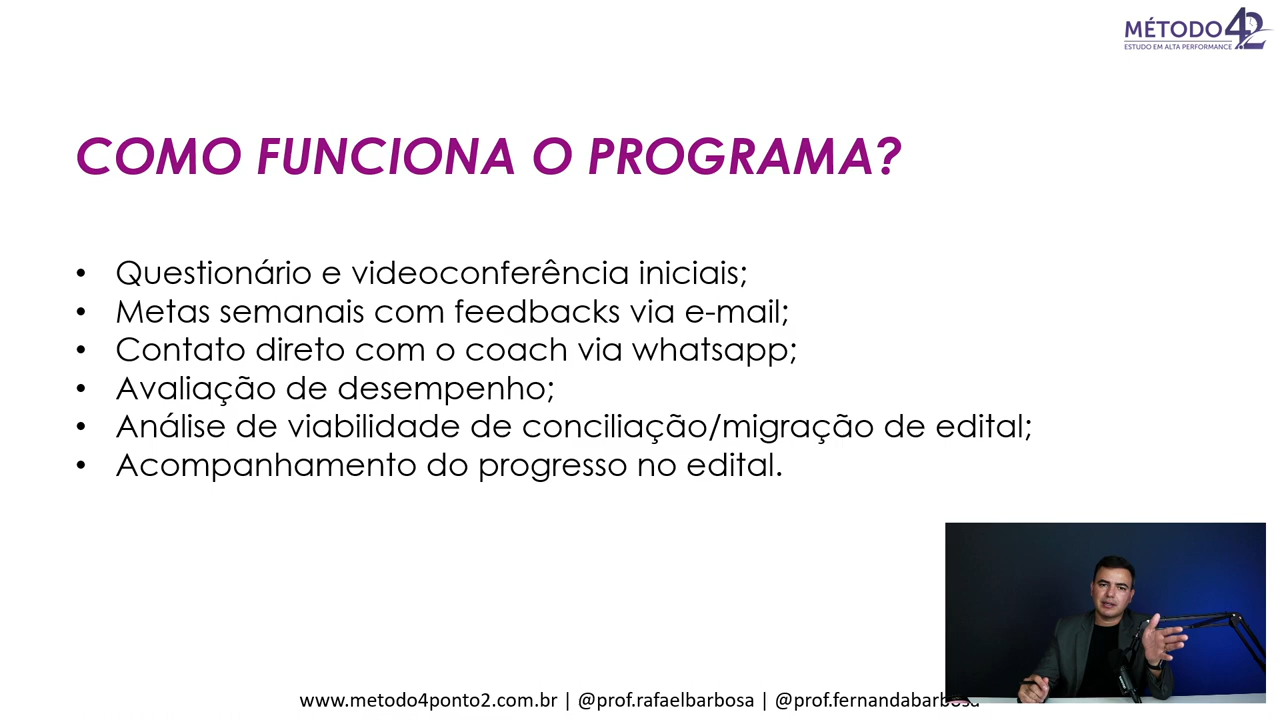 MÉTODO 4.2
ESTUDO EM ALTA PERFORMANCE
COMO FUNCIONA O PROGRAMA?
• Questionário e videoconferência iniciais;
• Metas semanais com feedbacks via e-mail;
• Contato direto com o coach via whatsapp;
• Avaliação de desempenho;
• Análise de viabilidade de conciliação/migração de edital;
• Acompanhamento do progresso no edital.
www.metodo4ponto2.com.br | @prof.rafaelbarbosa | @prof.fernandabarbosa